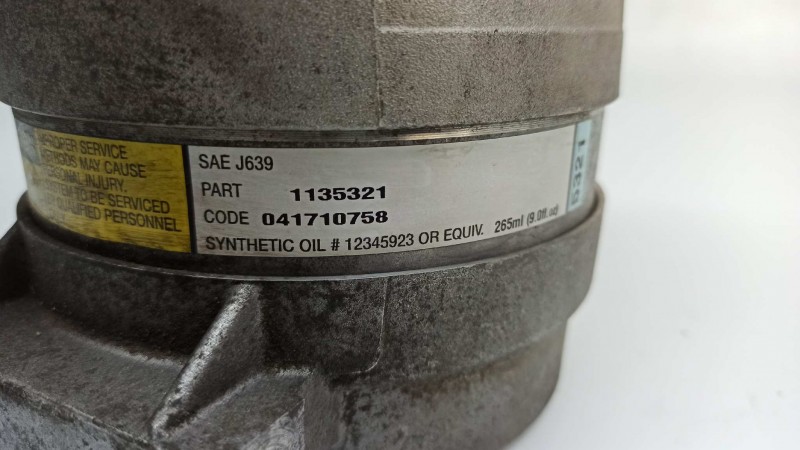 SERVICE
MAY CAUSE
INJURY.
TO BE SERVICED
QUALIFIED PERSONNEL
SAE J639
PART 1135321
CODE 041710758
SYNTHETIC OIL # 12345923 OR EQUIV. 265ml (9.0fl.oz)
5321